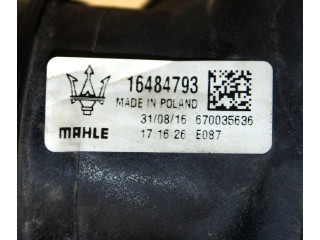 16484793
MADE IN POLAND
31/08/16 670035636
MAHLE 17 16 26 E087